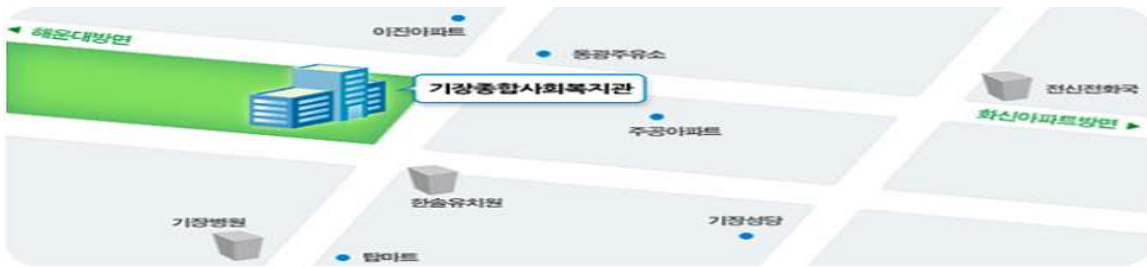 이진아파트
◀ 해운대방면
동광주유소
기장종합사회복지관
전신전화국
화신아파트방면 ▶
주공아파트
한솔유치원
기장병원
기장성당
탑마트